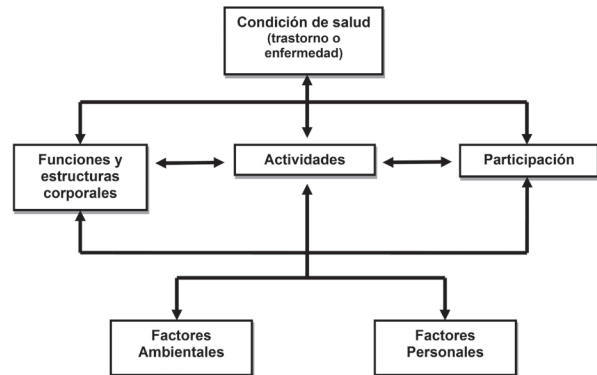 Condición de salud
(trastorno o
enfermedad)
Funciones y
estructuras
corporales
Actividades
Participación
Factores
Ambientales
Factores
Personales